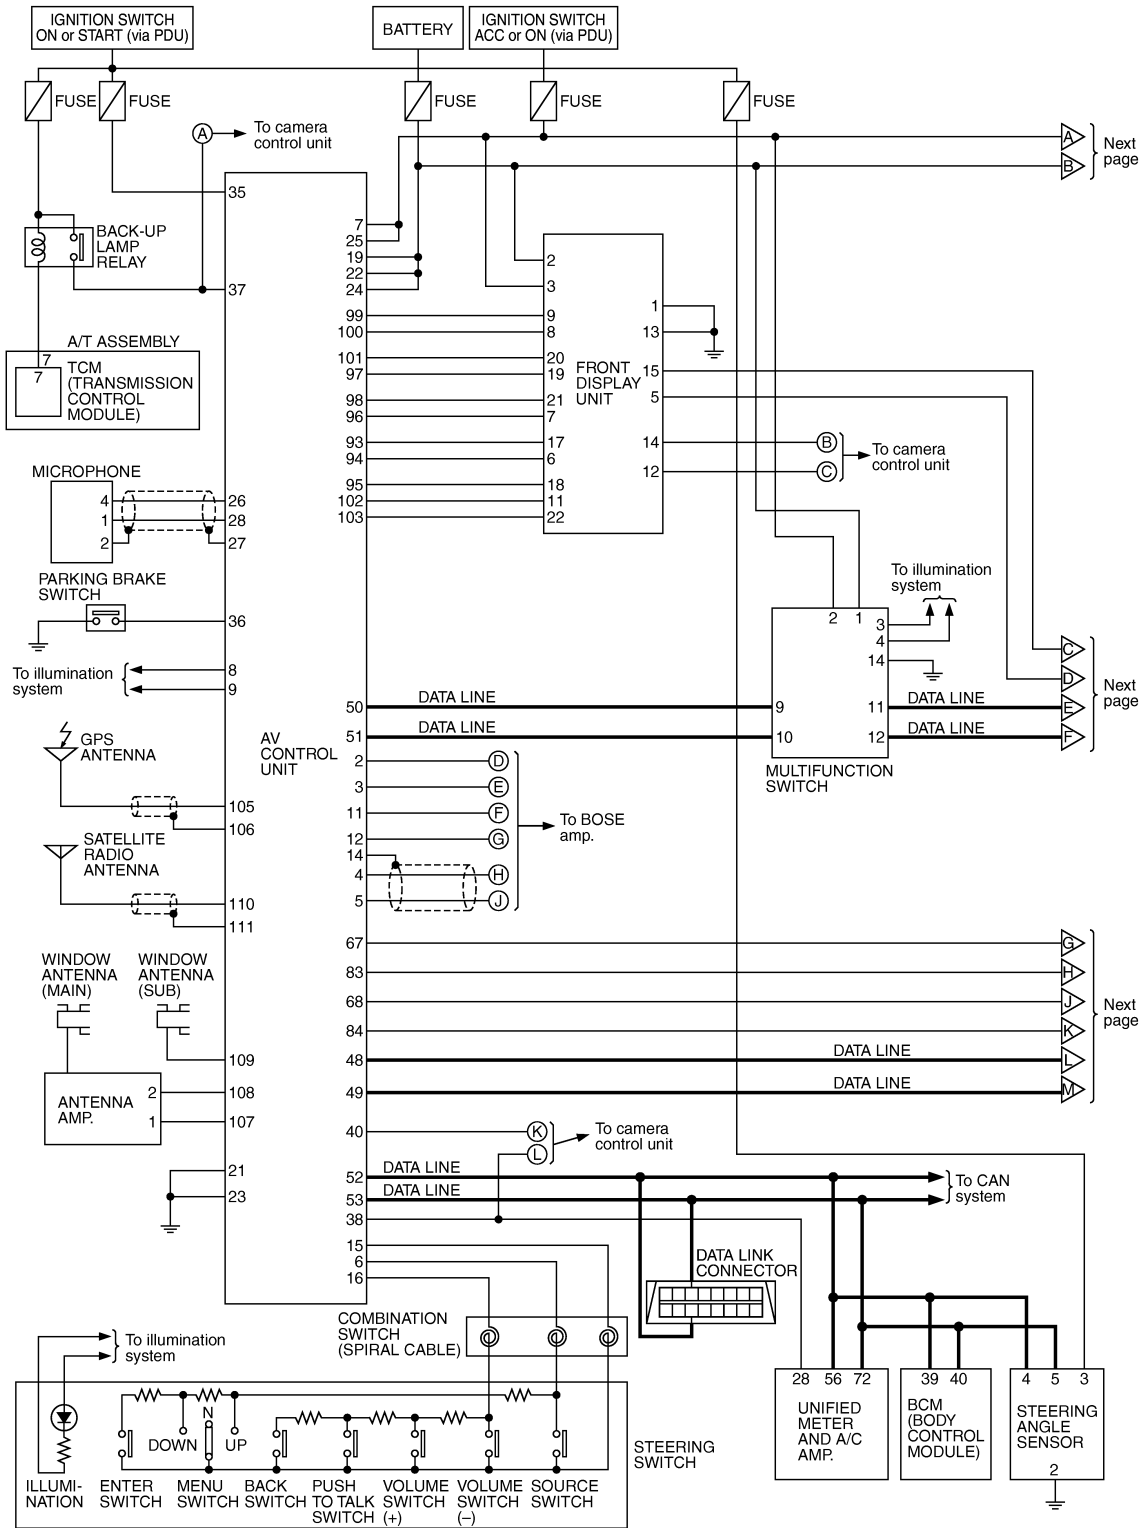 IGNITION SWITCH
ON or START (via PDU)
BATTERY
IGNITION SWITCH
ACC or ON (via PDU)
FUSE
FUSE
FUSE
FUSE
FUSE
A
To camera
control unit
A
B
Next
page
35
BACK-UP
LAMP
RELAY
37
A/T ASSEMBLY
7
7
TCM
(TRANSMISSION
CONTROL
MODULE)
7
25
19
22
24
99
100
101
97
98
96
93
94
95
102
103
2
3
9
8
20
19
21
7
17
6
18
11
22
FRONT
DISPLAY
UNIT
1
13
15
5
14
12
B
C
To camera
control unit
MICROPHONE
4
1
2
26
28
27
PARKING BRAKE
SWITCH
36
To illumination
system
8
9
To illumination
system
2
1
3
4
14
9
10
11
12
MULTIFUNCTION
SWITCH
50
DATA LINE
51
DATA LINE
DATA LINE
DATA LINE
C
D
E
F
Next
page
GPS
ANTENNA
105
106
AV
CONTROL
UNIT
2
3
11
12
14
4
5
D
E
F
G
H
J
To BOSE
amp.
SATELLITE
RADIO
ANTENNA
110
111
WINDOW
ANTENNA
(MAIN)
WINDOW
ANTENNA
(SUB)
109
ANTENNA
AMP.
2
1
108
107
21
23
67
83
68
84
48
DATA LINE
49
DATA LINE
G
H
J
K
L
M
Next
page
40
K
L
To camera
control unit
52
DATA LINE
53
DATA LINE
To CAN
system
38
15
6
16
DATA LINK
CONNECTOR
COMBINATION
SWITCH
(SPIRAL CABLE)
To illumination
system
28
56
72
UNIFIED
METER
AND A/C
AMP.
39
40
BCM
(BODY
CONTROL
MODULE)
4
5
3
STEERING
ANGLE
SENSOR
2
N
DOWN
UP
STEERING
SWITCH
ILLUMI-
NATION
ENTER
SWITCH
MENU
SWITCH
BACK
SWITCH
PUSH
TO TALK
SWITCH
VOLUME
SWITCH
(+)
VOLUME
SWITCH
(–)
SOURCE
SWITCH